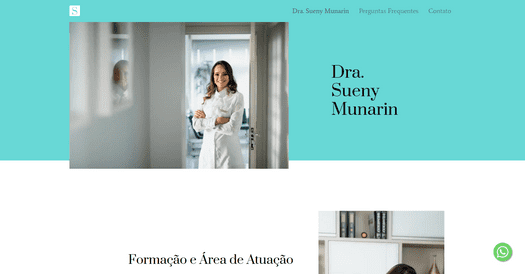 S
Dra. Sueny Munarin Perguntas Frequentes Contato
Dra.
Sueny
Munarin
Formação e Área de Atuação